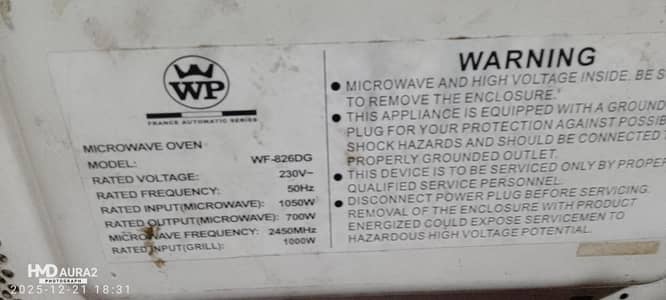 WP
FRANCE AUTOMATIC SERIES
MICROWAVE OVEN
MODEL: WF-826DG
RATED VOLTAGE: 230V~
RATED FREQUENCY: 50Hz
RATED INPUT(MICROWAVE): 1050W
RATED OUTPUT(MICROWAVE): 700W
MICROWAVE FREQUENCY: 2450MHz
RATED INPUT(GRILL): 1000W
WARNING
● MICROWAVE AND HIGH VOLTAGE INSIDE. BE S
TO REMOVE THE ENCLOSURE.
● THIS APPLIANCE IS EQUIPPED WITH A GROUND
PLUG FOR YOUR PROTECTION AGAINST POSSIB
SHOCK HAZARDS AND SHOULD BE CONNECTED
PROPERLY GROUNDED OUTLET.
● THIS DEVICE IS TO BE SERVICED ONLY BY PROPER
QUALIFIED SERVICE PERSONNEL.
● DISCONNECT POWER PLUG BEFORE SERVICING.
REMOVAL OF THE ENCLOSURE WITH PRODUCT
ENERGIZED COULD EXPOSE SERVICEMEN TO
HAZARDOUS HIGH VOLTAGE POTENTIAL.
HMD AURA2
PHOTOGRAPH
2025-12-21 18:31